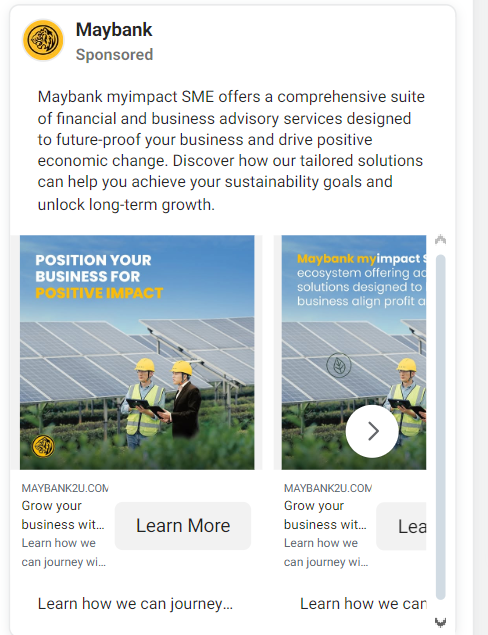 Maybank
Sponsored
Maybank myimpact SME offers a comprehensive suite
of financial and business advisory services designed
to future-proof your business and drive positive
economic change. Discover how our tailored solutions
can help you achieve your sustainability goals and
unlock long-term growth.
POSITION YOUR
BUSINESS FOR
POSITIVE IMPACT
Maybank myimpact S
ecosystem offering ac
solutions designed to
business align profit a
MAYBANK2U.COM
Grow your
business wit...
Learn how we
can journey wi...
Learn More
MAYBANK2U.COM
Grow your
business wit...
Learn how we
can journey wi...
Lea
Learn how we can journey...
Learn how we can